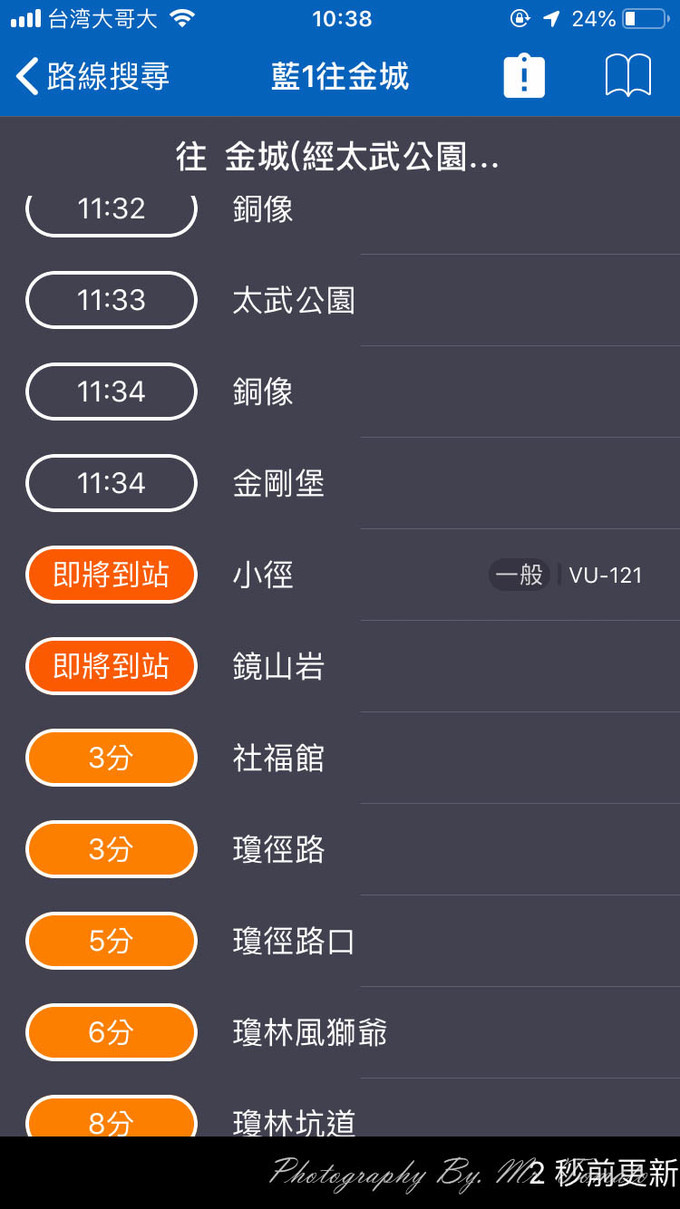 台湾大哥大 10:38 24%
路線搜尋 藍1往金城
往 金城(經太武公園...
11:32 銅像
11:33 太武公園
11:34 銅像
11:34 金剛堡
即將到站 小徑 一般 VU-121
即將到站 鏡山岩
3分 社福館
3分 瓊徑路
5分 瓊徑路口
6分 瓊林風獅爺
8分 瓊林坑道
Photography By. Mr
2 秒前更新